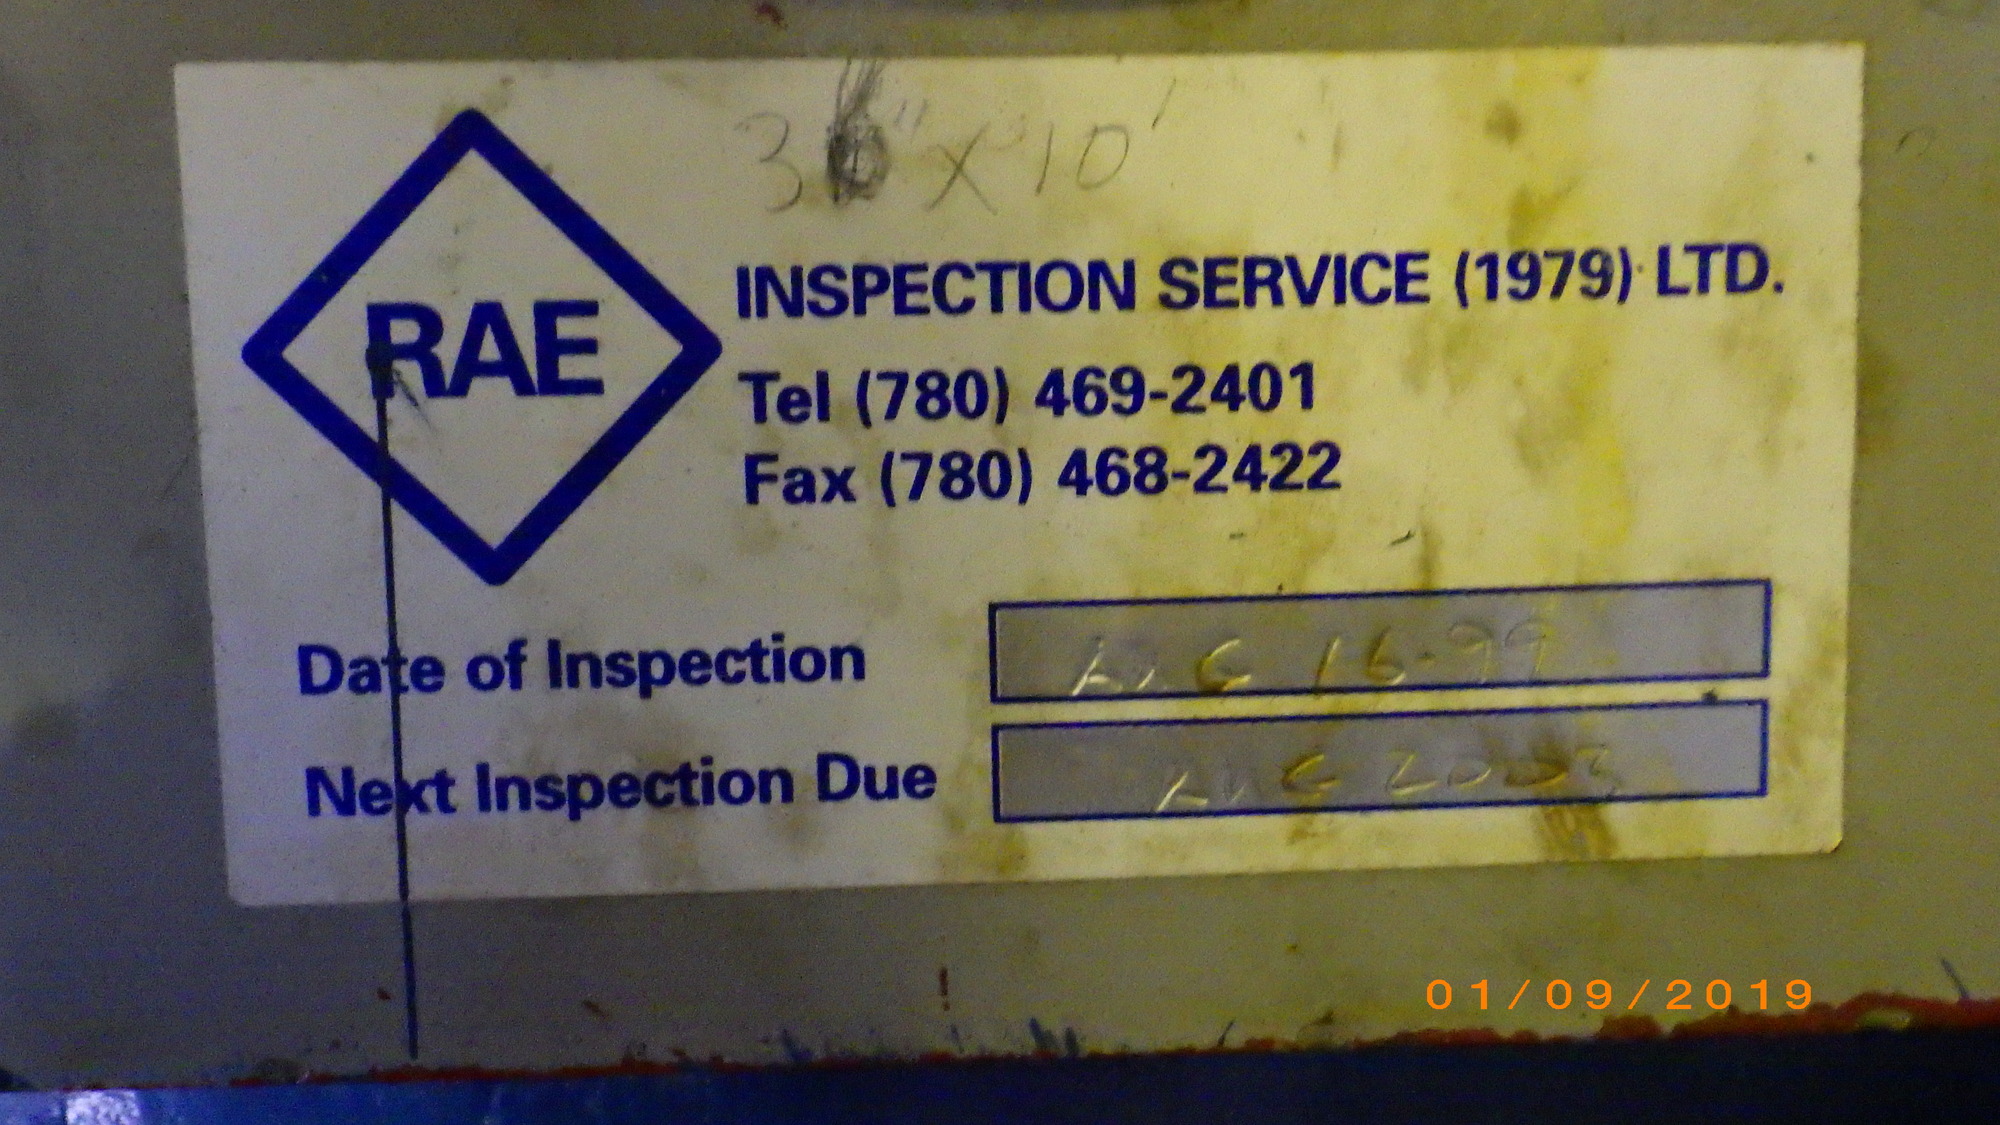 36" x 10'
RAE
INSPECTION SERVICE (1979) LTD.
Tel (780) 469-2401
Fax (780) 468-2422
Date of Inspection AUG 16-99
Next Inspection Due AUG 2003
01/09/2019